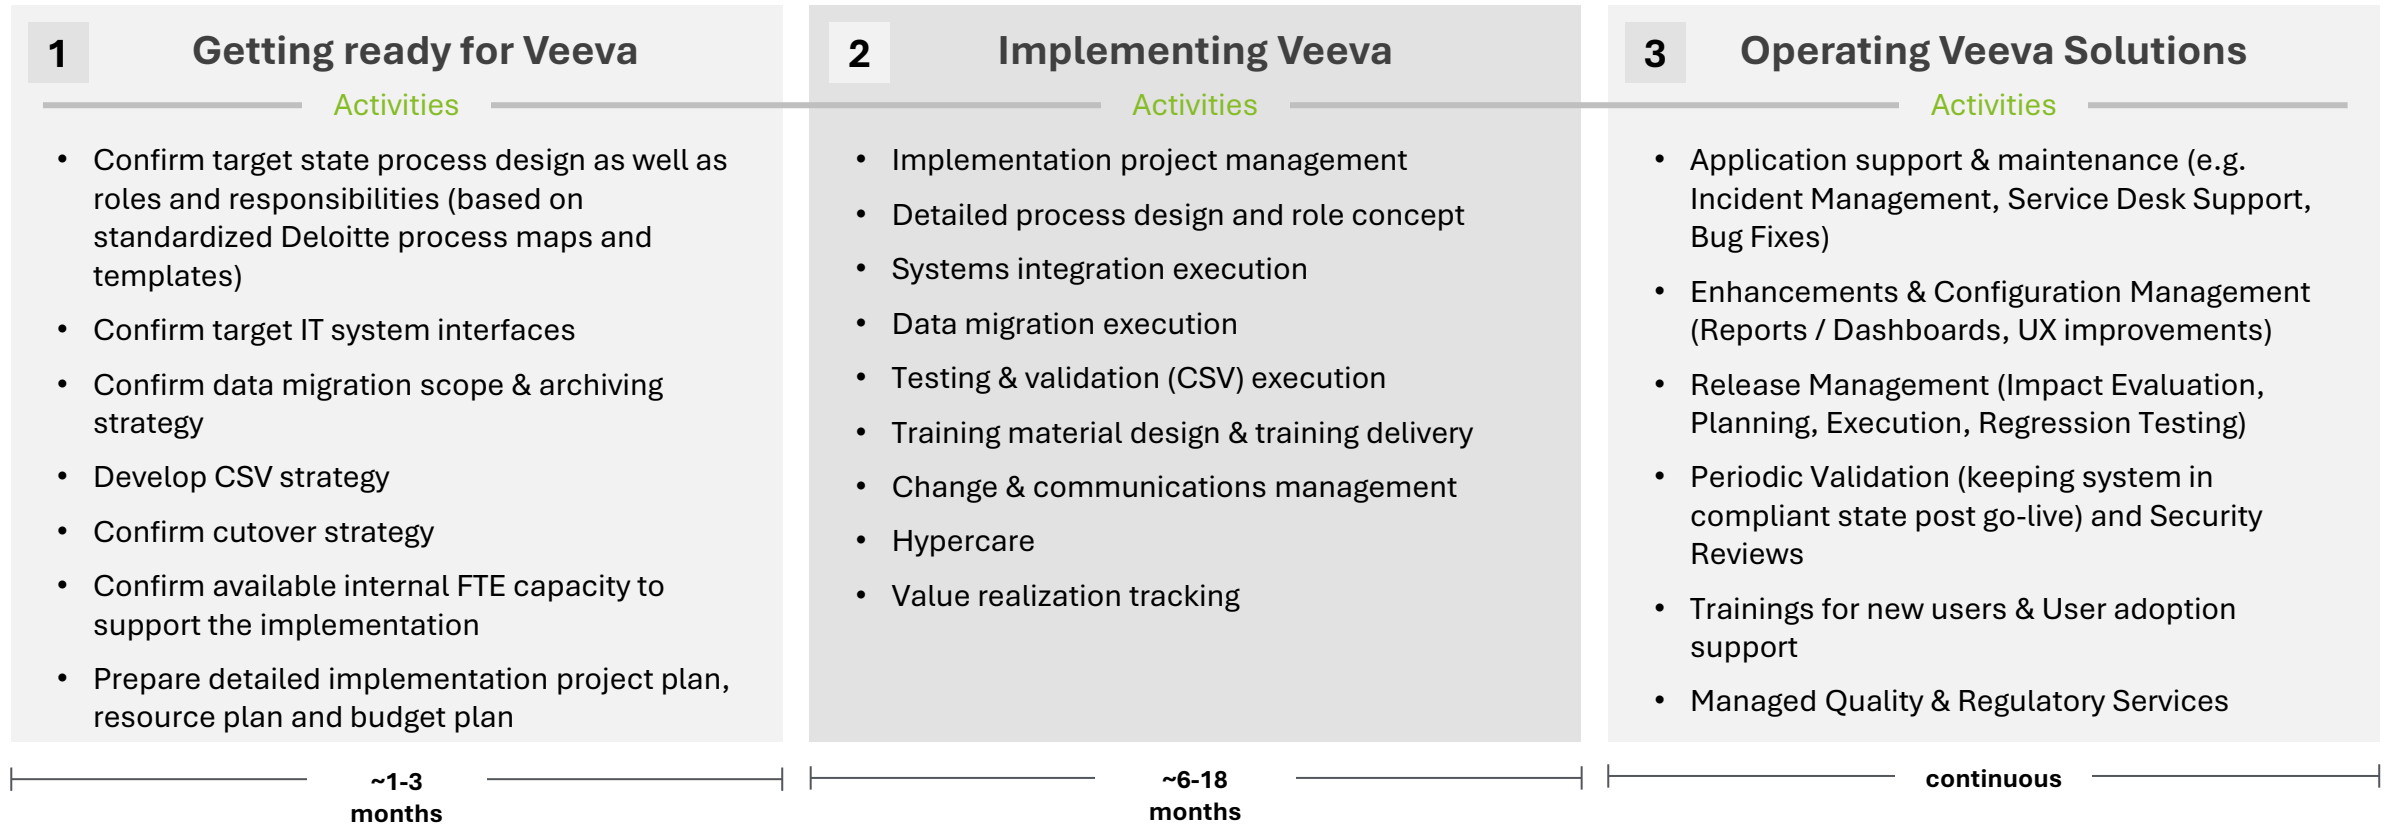 1
Getting ready for Veeva
Activities
• Confirm target state process design as well as
roles and responsibilities (based on
standardized Deloitte process maps and
templates)
• Confirm target IT system interfaces
• Confirm data migration scope & archiving
strategy
• Develop CSV strategy
• Confirm cutover strategy
• Confirm available internal FTE capacity to
support the implementation
• Prepare detailed implementation project plan,
resource plan and budget plan
~1-3
months
2
Implementing Veeva
Activities
• Implementation project management
• Detailed process design and role concept
• Systems integration execution
• Data migration execution
• Testing & validation (CSV) execution
• Training material design & training delivery
• Change & communications management
• Hypercare
• Value realization tracking
~6-18
months
3
Operating Veeva Solutions
Activities
• Application support & maintenance (e.g.
Incident Management, Service Desk Support,
Bug Fixes)
• Enhancements & Configuration Management
(Reports / Dashboards, UX improvements)
• Release Management (Impact Evaluation,
Planning, Execution, Regression Testing)
• Periodic Validation (keeping system in
compliant state post go-live) and Security
Reviews
• Trainings for new users & User adoption
support
• Managed Quality & Regulatory Services
continuous